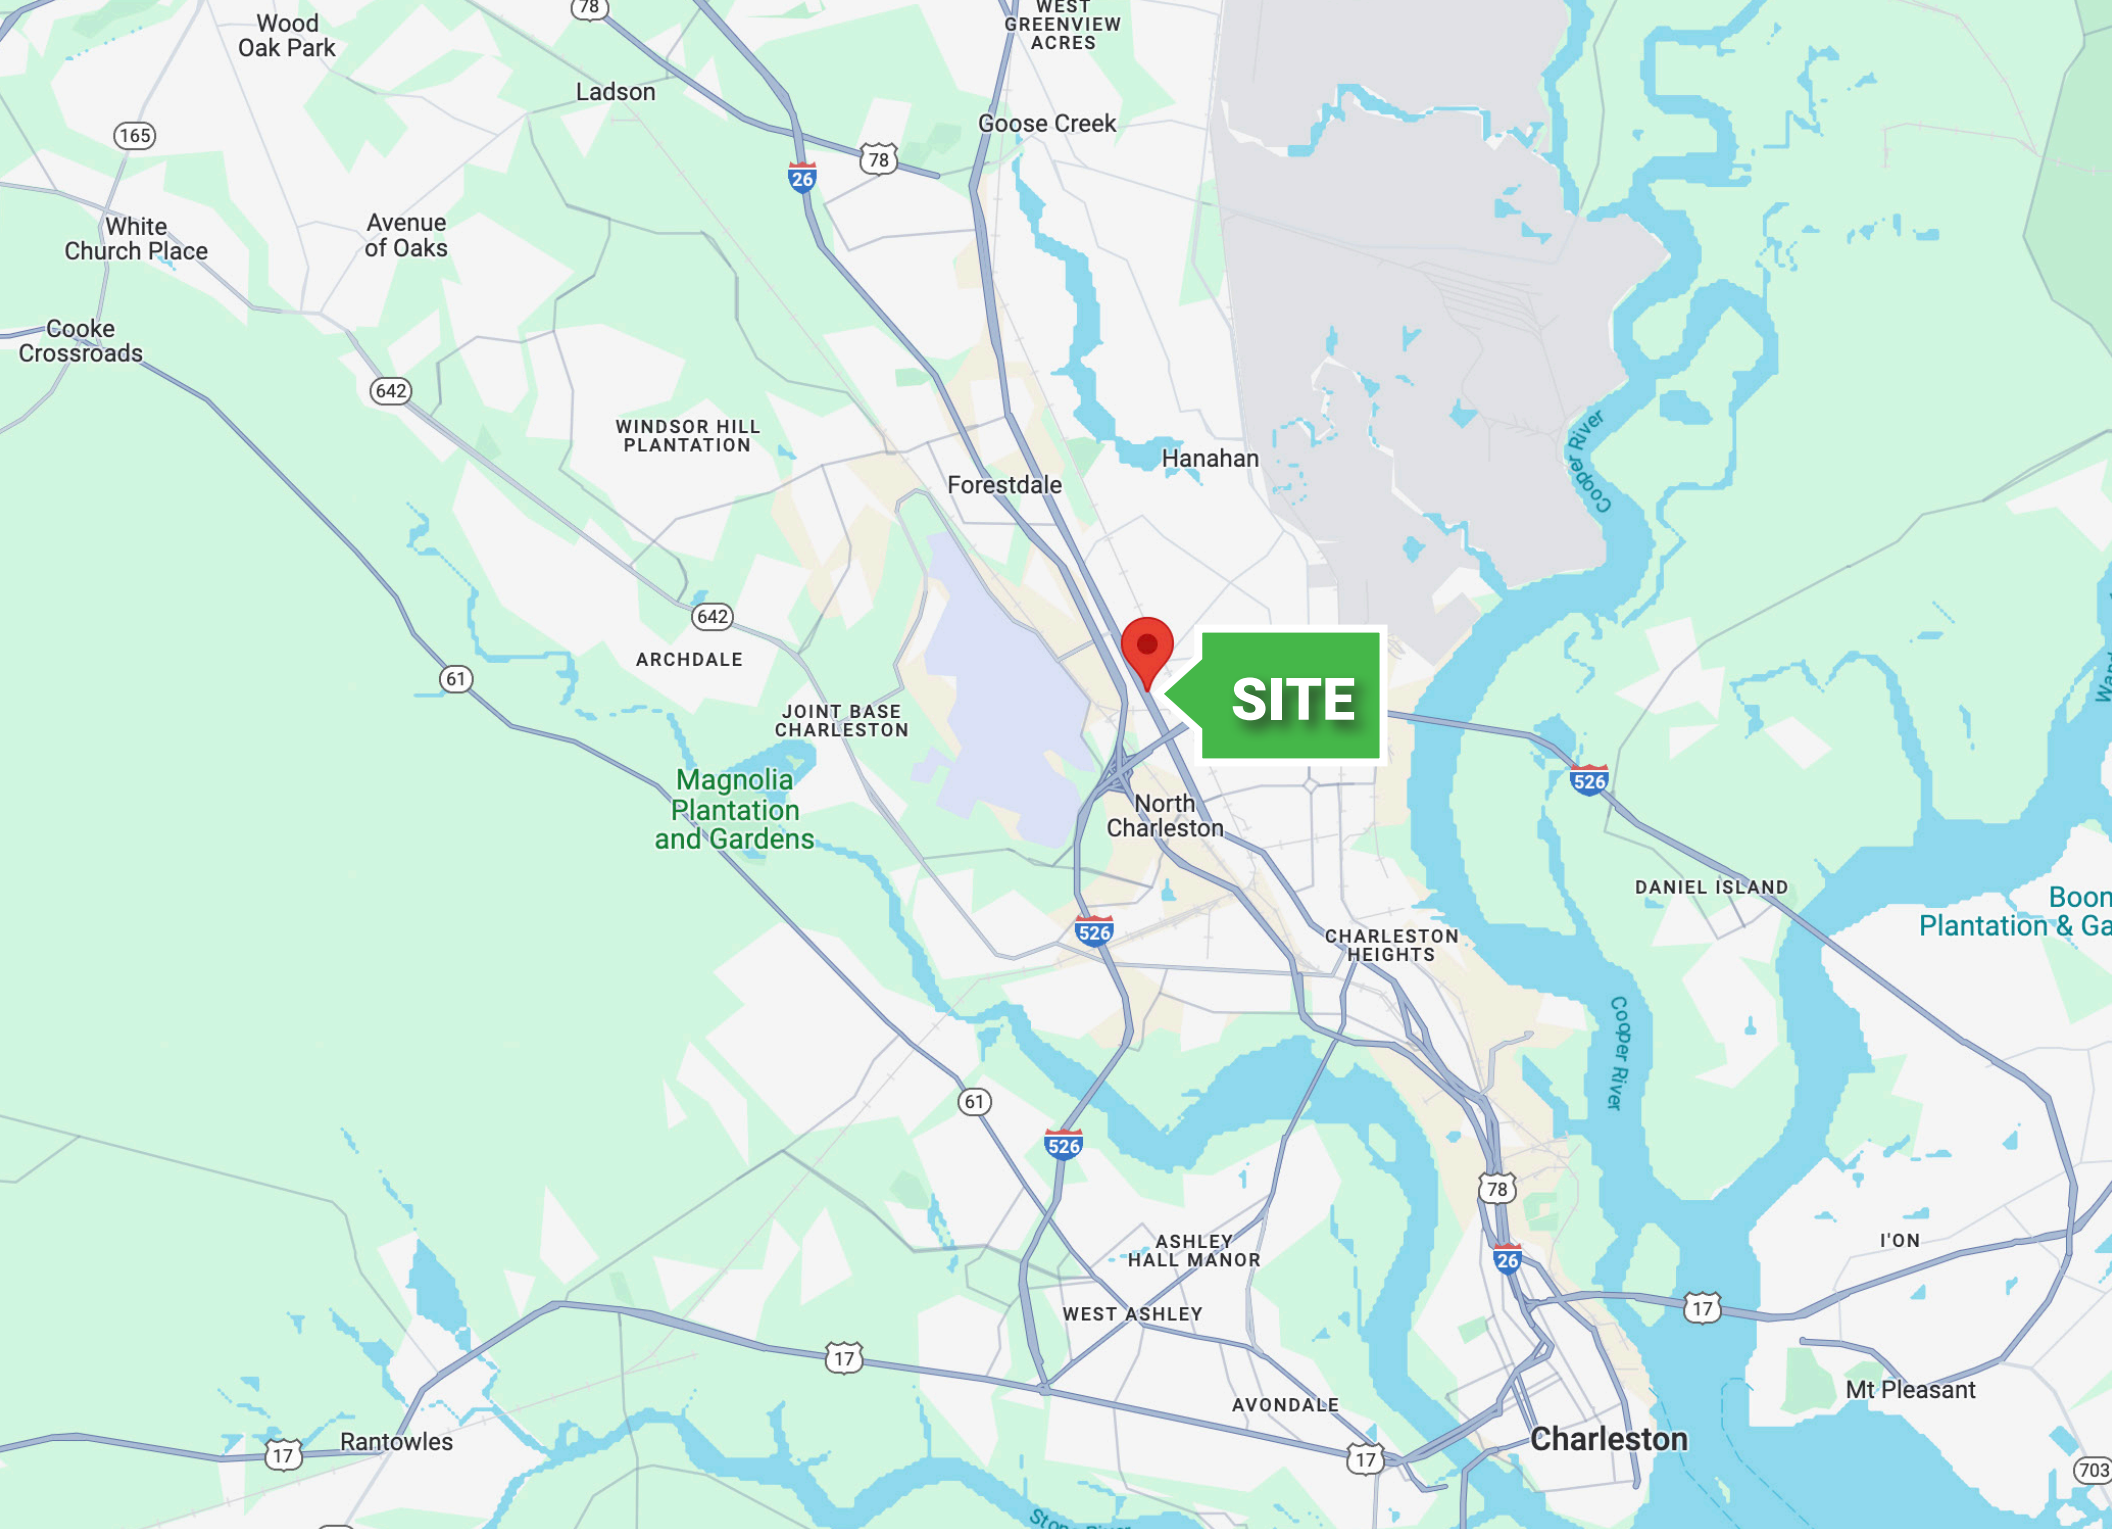 78
WEST
GREENVIEW
ACRES
Wood
Oak Park
Ladson
Goose Creek
165
78
26
White
Church Place
Avenue
of Oaks
Cooke
Crossroads
642
WINDSOR HILL
PLANTATION
Forestdale
Hanahan
Cooper River
642
ARCHDALE
61
SITE
JOINT BASE
CHARLESTON
Magnolia
Plantation
and Gardens
526
North
Charleston
DANIEL ISLAND
Boon
Plantation & Ga
526
CHARLESTON
HEIGHTS
Cooper River
61
526
78
ASHLEY
HALL MANOR
I'ON
26
WEST ASHLEY
17
17
Mt Pleasant
AVONDALE
Charleston
Rantowles
17
17
703